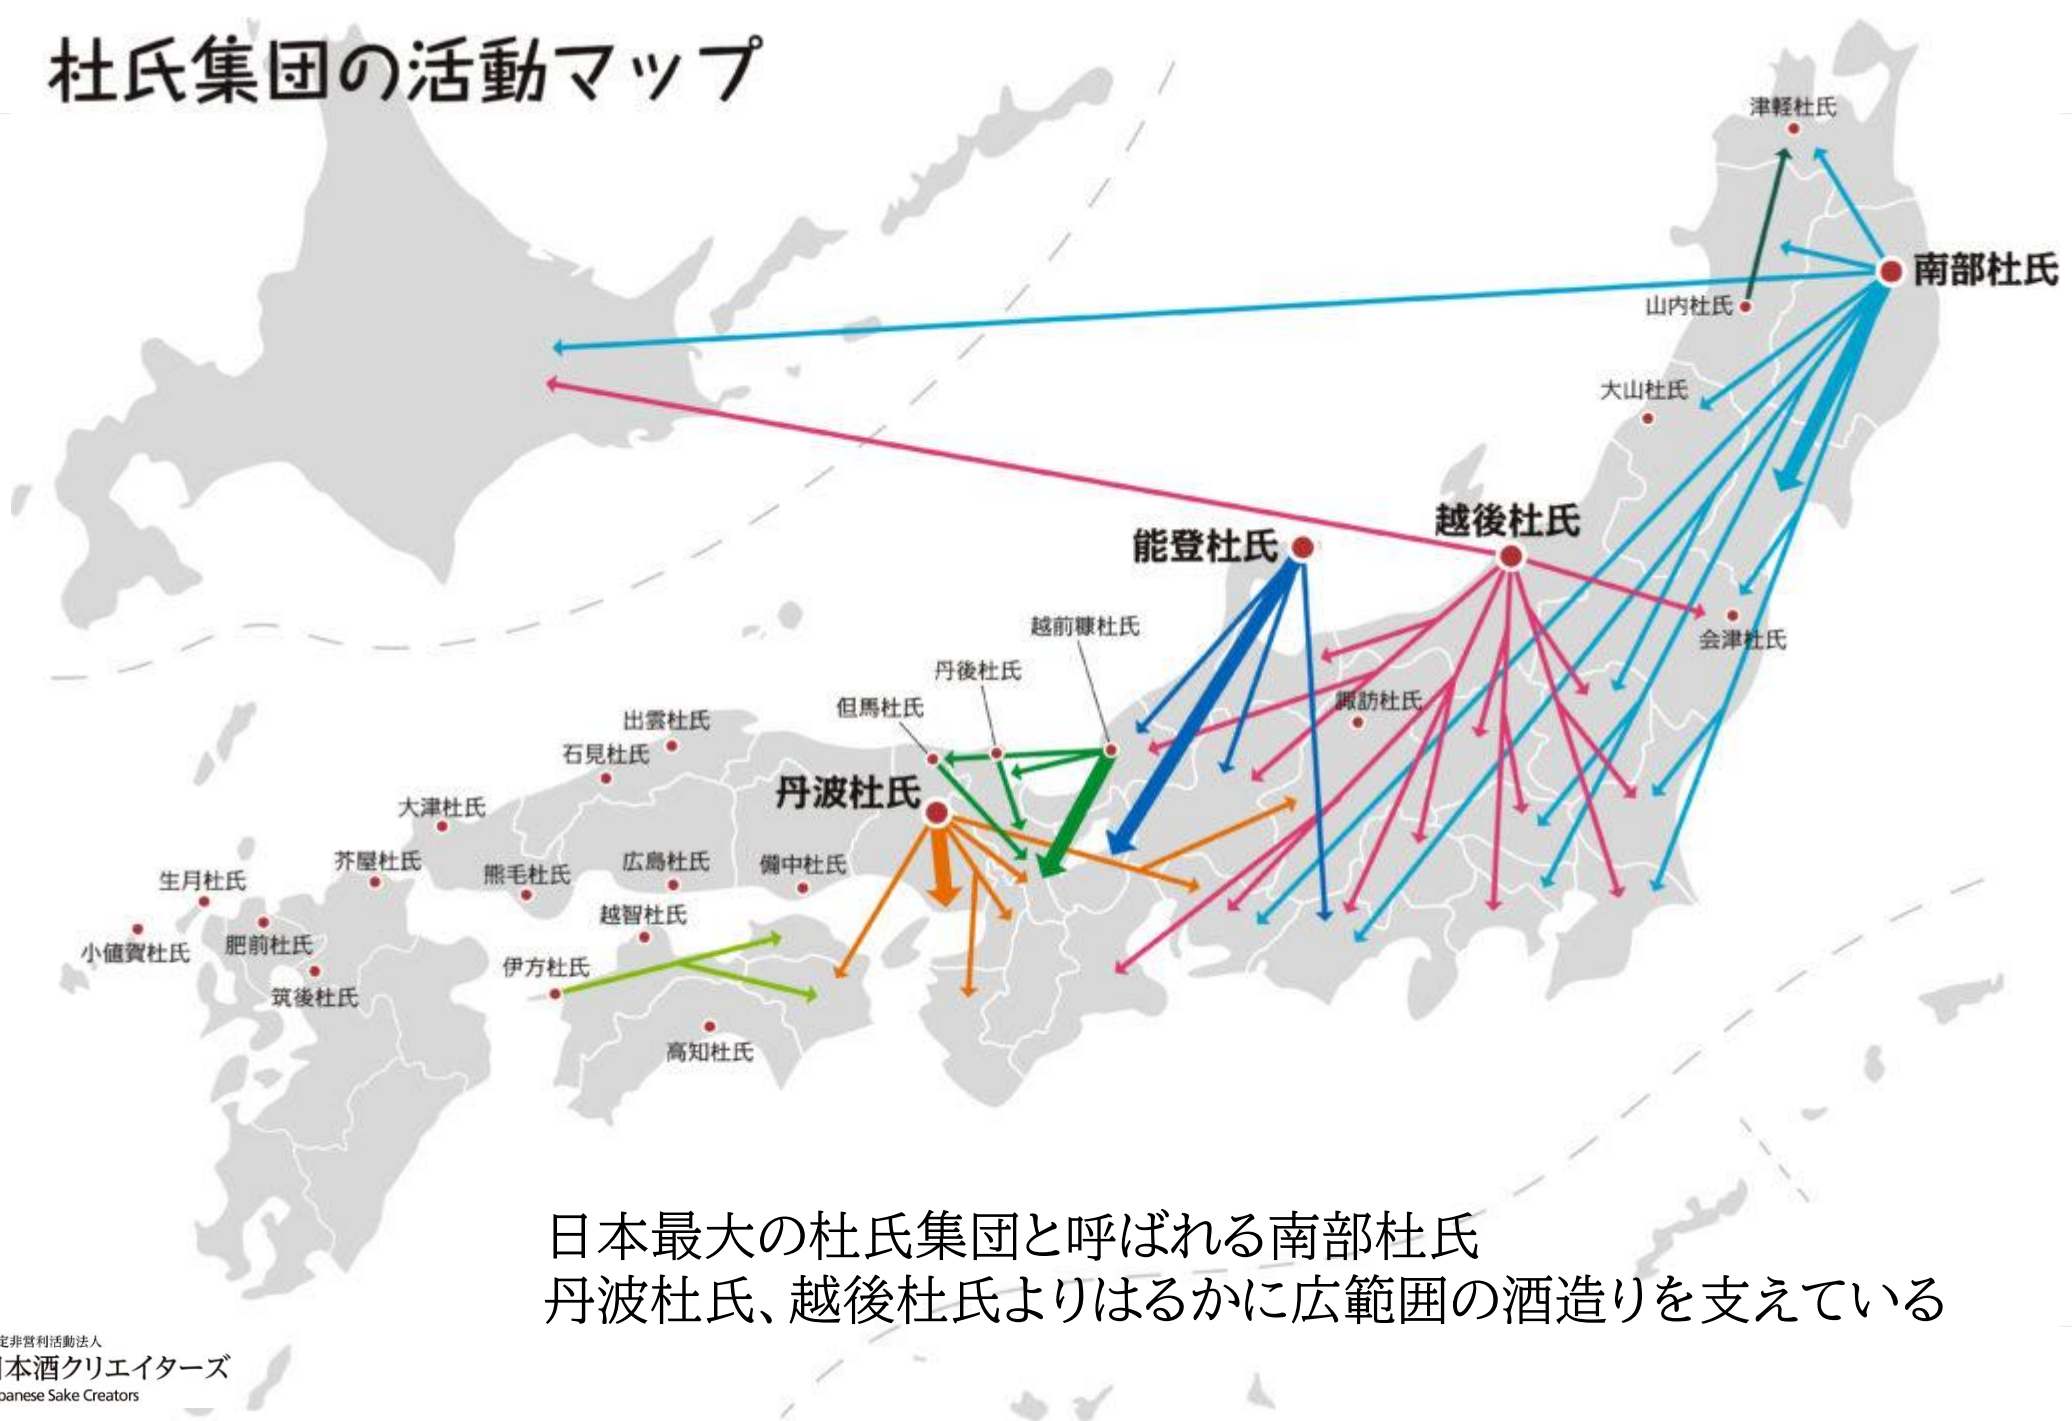 杜氏集団の活動マップ
津軽杜氏
南部杜氏
山内杜氏
大山杜氏
越後杜氏
能登杜氏
会津杜氏
越前糠杜氏
丹後杜氏
但馬杜氏
諏訪杜氏
出雲杜氏
石見杜氏
丹波杜氏
大津杜氏
芥屋杜氏
熊毛杜氏
広島杜氏
備中杜氏
生月杜氏
越智杜氏
小値賀杜氏
肥前杜氏
伊方杜氏
筑後杜氏
高知杜氏
日本最大の杜氏集団と呼ばれる南部杜氏
丹波杜氏、越後杜氏よりはるかに広範囲の酒造りを支えている
定非営利活動法人
本酒クリエイターズ
panese Sake Creators